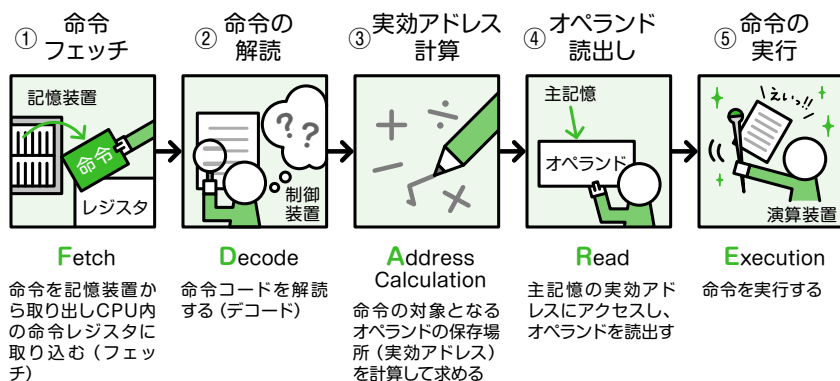 ① 命令
フェッチ
記憶装置
命令
レジスタ
Fetch
命令を記憶装置か
ら取り出しCPU内
の命令レジスタに
取り込む（フェッ
チ）
② 命令の
解読
??
制御
装置
Decode
命令コードを解読
する（デコード）
③ 実効アドレス
計算
+
÷
−
×
Address
Calculation
命令の対象となる
オペランドの保存場
所（実効アドレス）
を計算して求める
④ オペランド
読出し
主記憶
オペランド
Read
主記憶の実効アド
レスにアクセスし、
オペランドを読出す
⑤ 命令の
実行
えいっ!!
演算装置
Execution
命令を実行する